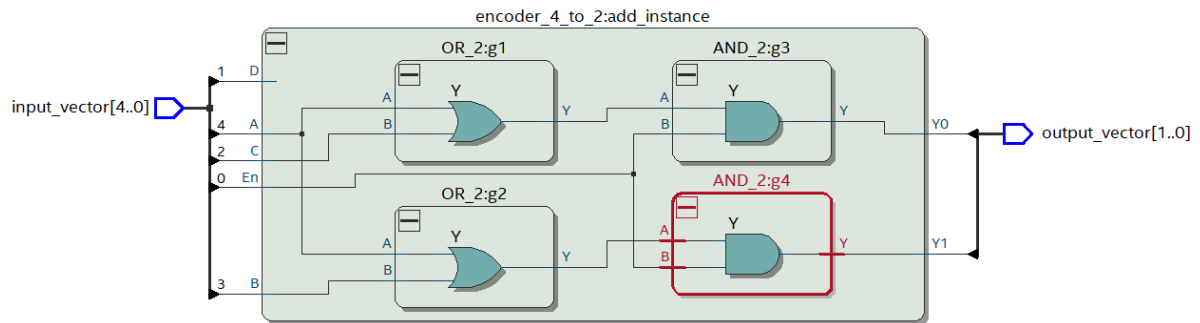 encoder_4_to_2:add_instance
OR_2:g1
AND_2:g3
1 D
A Y Y
A Y Y
input_vector[4..0]
B
B
4 A
Y0
output_vector[1..0]
2 C
0 En
OR_2:g2
AND_2:g4
A Y Y
A Y Y
Y1
B
B
3 B